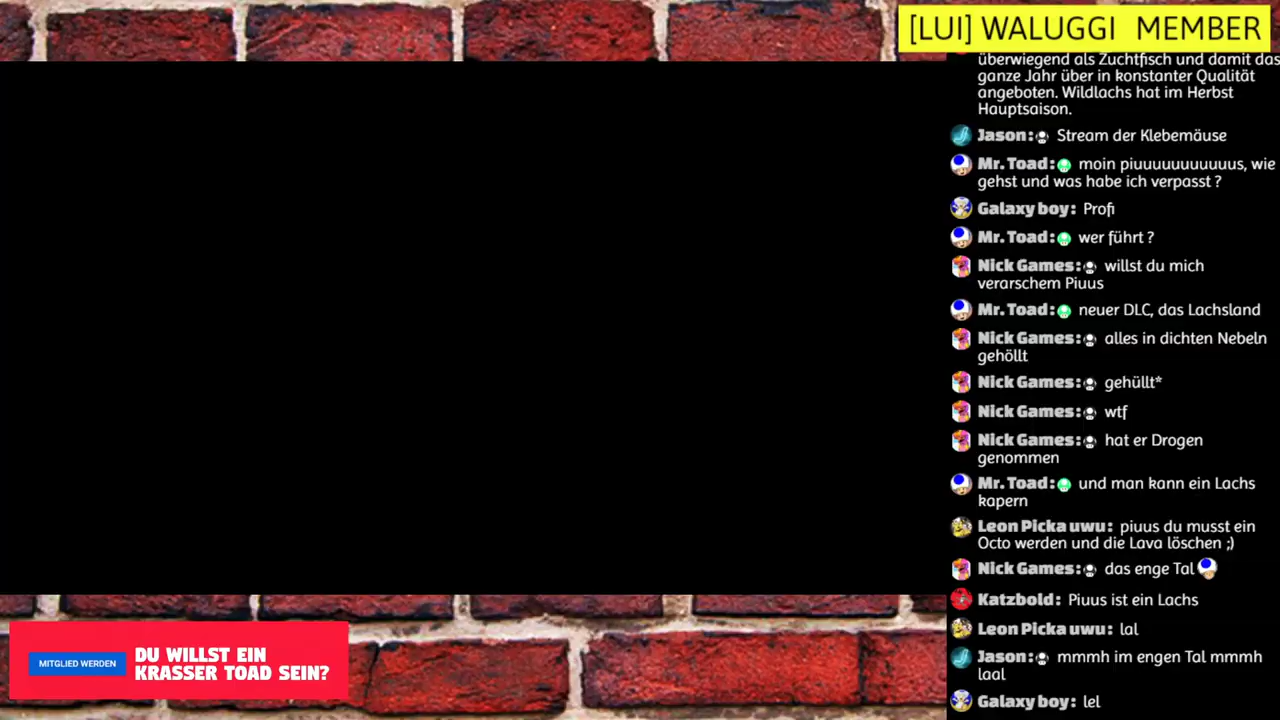 [LUI] WALUGGI MEMBER
überwiegend als Zuchtfisch und damit das
ganze Jahr über in konstanter Qualität
angeboten. Wildlachs hat im Herbst
Hauptsaison.
Jason: Stream der Klebemäuse
Mr. Toad: moin piuuuuuuuuuus, wie
gehst und was habe ich verpasst ?
Galaxy boy: Profi
Mr. Toad: wer führt ?
Nick Games: willst du mich
verarschem Piuus
Mr. Toad: neuer DLC, das Lachsland
Nick Games: alles in dichten Nebeln
gehöllt
Nick Games: gehüllt*
Nick Games: wtf
Nick Games: hat er Drogen
genommen
Mr. Toad: und man kann ein Lachs
kapern
Leon Picka uwu: piuus du musst ein
Octo werden und die Lava löschen ;)
Nick Games: das enge Tal
Katzbold: Piuus ist ein Lachs
Leon Picka uwu: lal
Jason: mmmh im engen Tal mmmh
laal
Galaxy boy: lel
MITGLIED WERDEN
DU WILLST EIN
KRASSER TOAD SEIN?